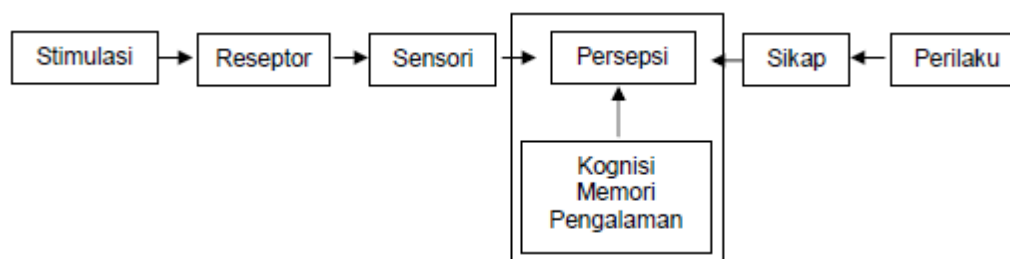 Stimulasi
Reseptor
Sensori
Persepsi
Sikap
Perilaku
Kognisi
Memori
Pengalaman